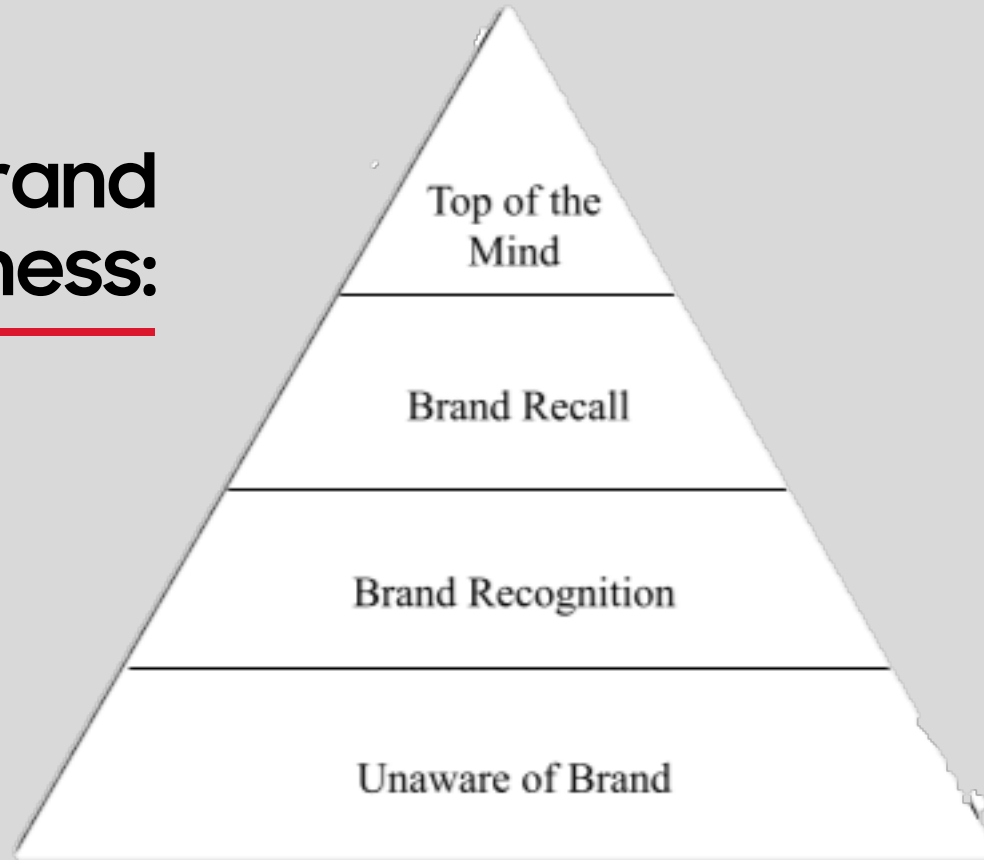 rand
ness:
Top of the
Mind
Brand Recall
Brand Recognition
Unaware of Brand